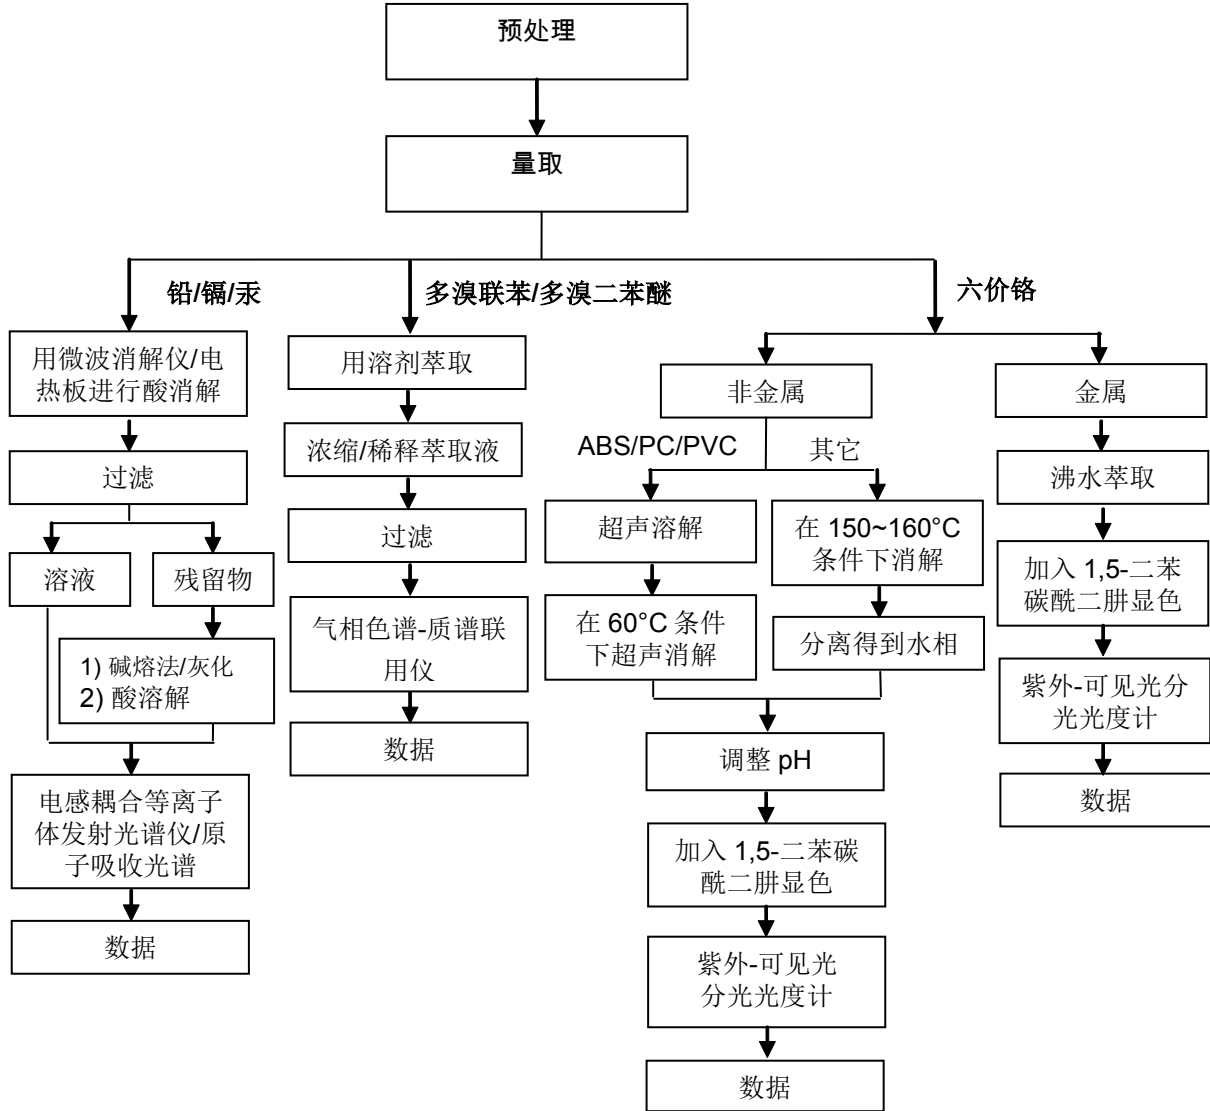 预处理
量取
铅/镉/汞
多溴联苯/多溴二苯醚
六价铬
用微波消解仪/电
热板进行酸消解
过滤
溶液
残留物
1) 碱熔法/灰化
2) 酸溶解
电感耦合等离子
体发射光谱仪/原
子吸收光谱
数据
用溶剂萃取
浓缩/稀释萃取液
过滤
气相色谱-质谱联
用仪
数据
非金属
ABS/PC/PVC
其它
超声溶解
在 60°C 条件
下超声消解
在 150~160°C
条件下消解
分离得到水相
调整 pH
加入 1,5-二苯碳
酰二肼显色
紫外-可见光
分光光度计
数据
金属
沸水萃取
加入 1,5-二苯
碳酰二肼显色
紫外-可见光分
光光度计
数据